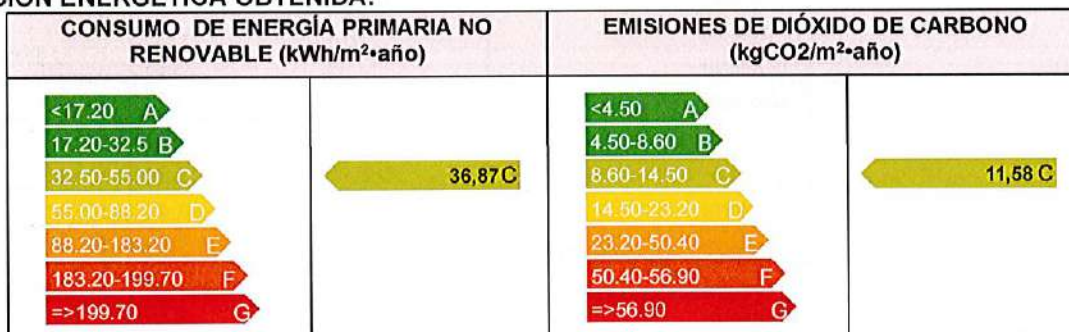 CONSUMO DE ENERGÍA PRIMARIA NO
RENOVABLE (kWh/m²•año)
EMISIONES DE DIÓXIDO DE CARBONO
(kgCO2/m²•año)
<17.20 A
17.20-32.5 B
32.50-55.00 C
55.00-88.20 D
88.20-183.20 E
183.20-199.70 F
=>199.70 G
36,87 C
<4.50 A
4.50-8.60 B
8.60-14.50 C
14.50-23.20 D
23.20-50.40 E
50.40-56.90 F
=>56.90 G
11,58 C